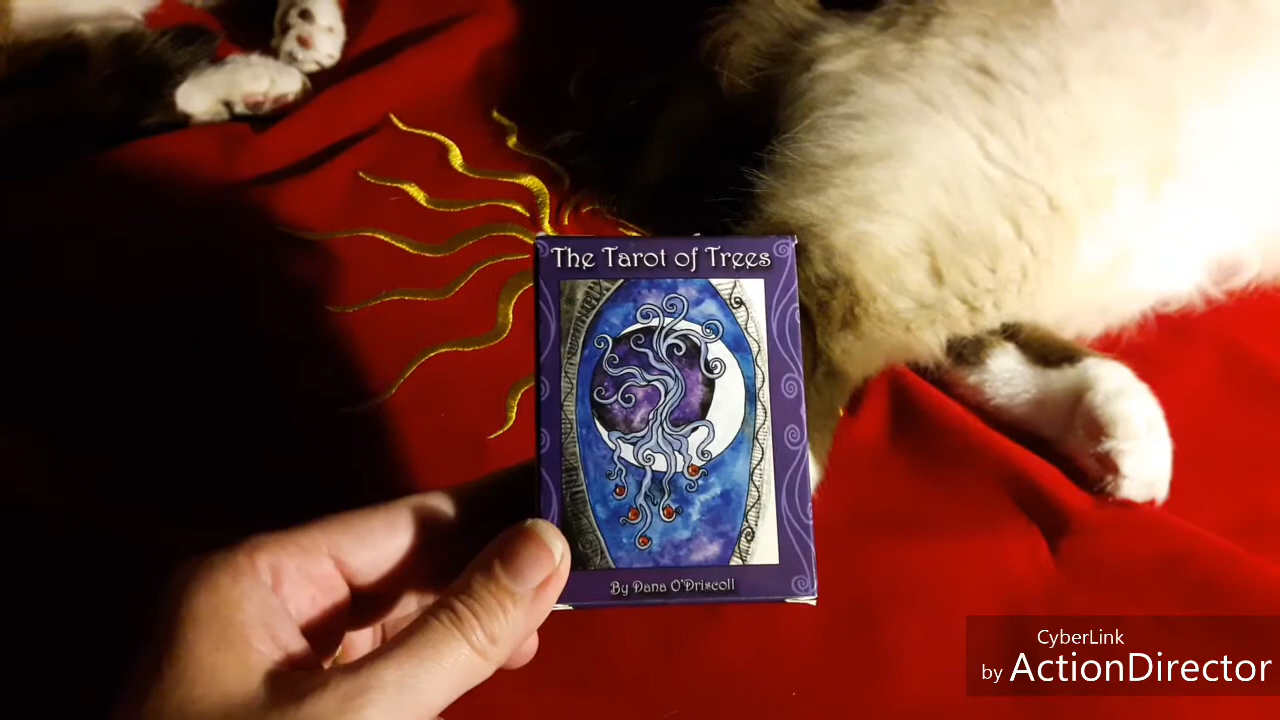 The Tarot of Trees
By Dana O'Driscoll
CyberLink
by ActionDirector